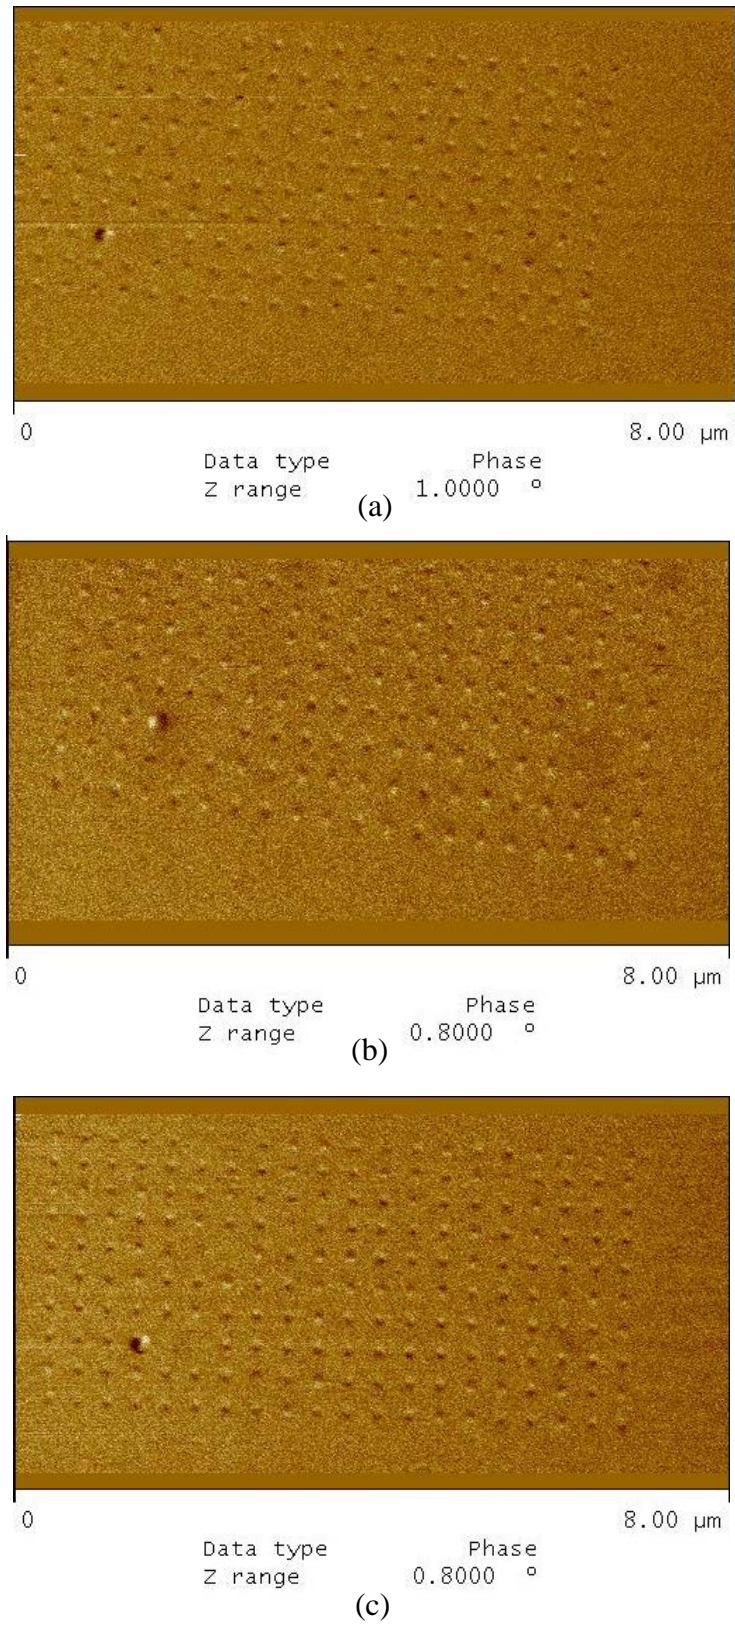 0 8.00 µm
Data type Phase
Z range 1.0000 º
(a)
0 8.00 µm
Data type Phase
Z range 0.8000 º
(b)
0 8.00 µm
Data type Phase
Z range 0.8000 º
(c)